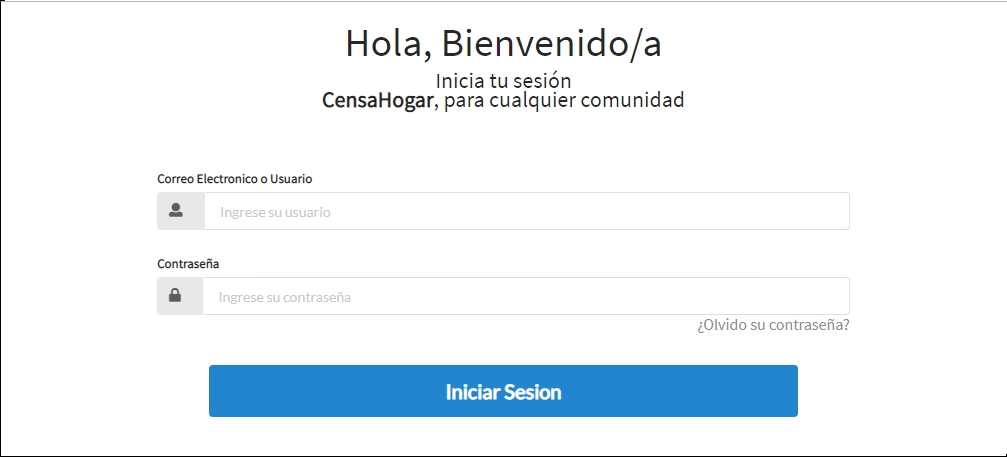 Hola, Bienvenido/a
Inicia tu sesión
CensaHogar, para cualquier comunidad
Correo Electronico o Usuario
Ingrese su usuario
Contraseña
Ingrese su contraseña
¿Olvido su contraseña?
Iniciar Sesion